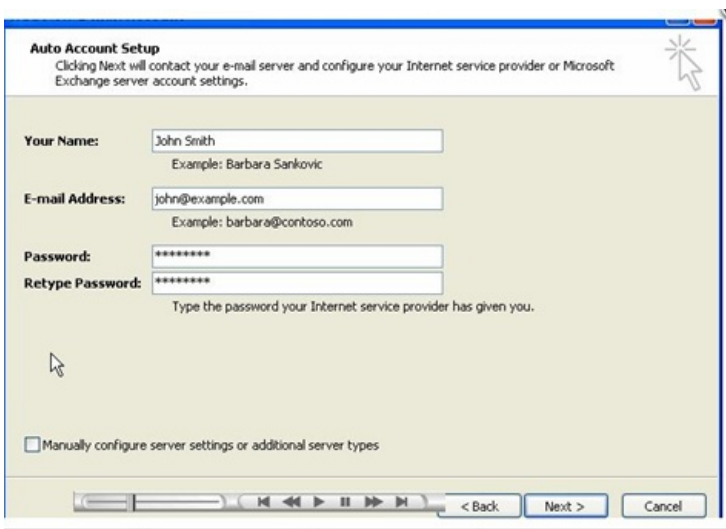 Auto Account Setup
Clicking Next will contact your e-mail server and configure your Internet service provider or Microsoft
Exchange server account settings.
Your Name: John Smith
Example: Barbara Sankovic
E-mail Address: john@example.com
Example: barbara@contoso.com
Password: ********
Retype Password: ********
Type the password your Internet service provider has given you.
Manually configure server settings or additional server types
< Back Next > Cancel